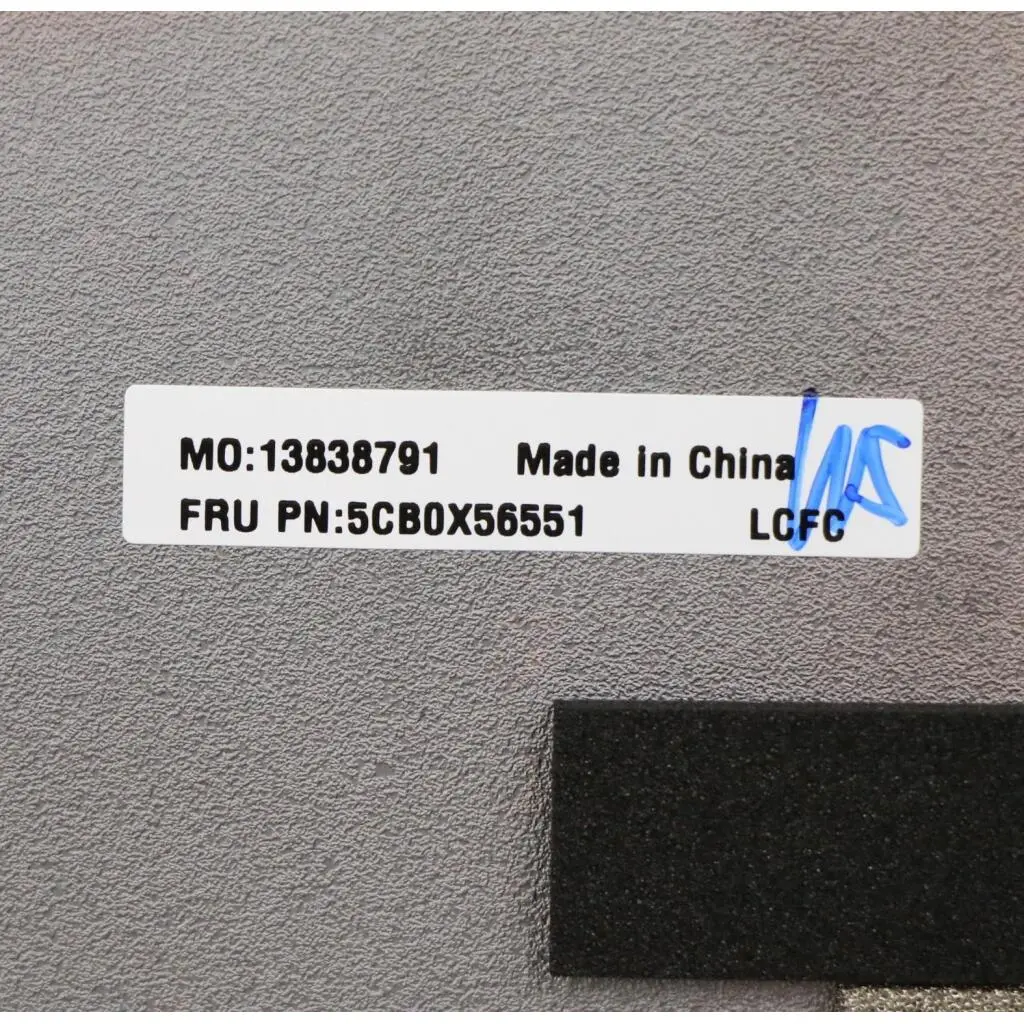 MO:13838791 Made in China
FRU PN:5CB0X56551 LCFC